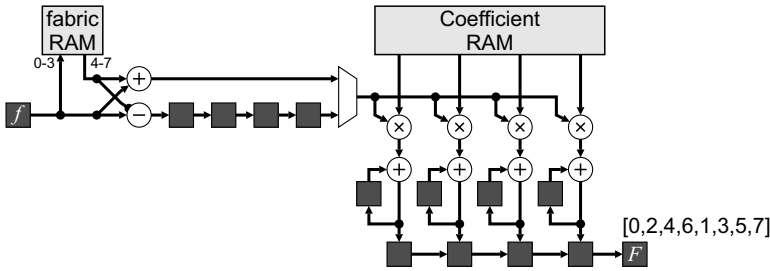 fabric
RAM
Coefficient
RAM
0-3
4-7
+
f
−
×
×
×
×
+
+
+
+
[0,2,4,6,1,3,5,7]
F